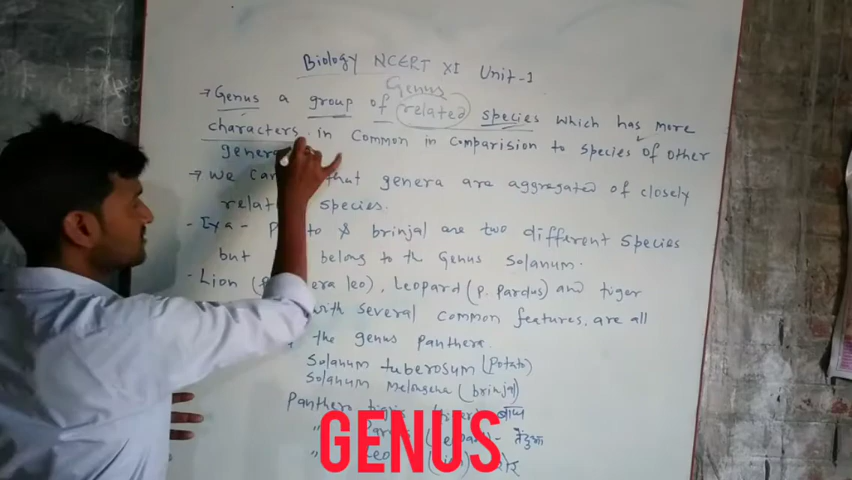 Biology NCERT XI Unit-1
Genus
→ Genus a group of related species which has more
characters in common in comparision to species of other
genera
→ We can that genera are aggregated of closely
species.
- Exa - & brinjal are two different species
but belong to the Genus Solanum.
- Lion leo), Leopard (P. Pardus) and tiger
with several common features, are all
the genus panthera.
Solanum tuberosum (Potato)
Solanum Melongena (brinjal)
Panthera
GENUS